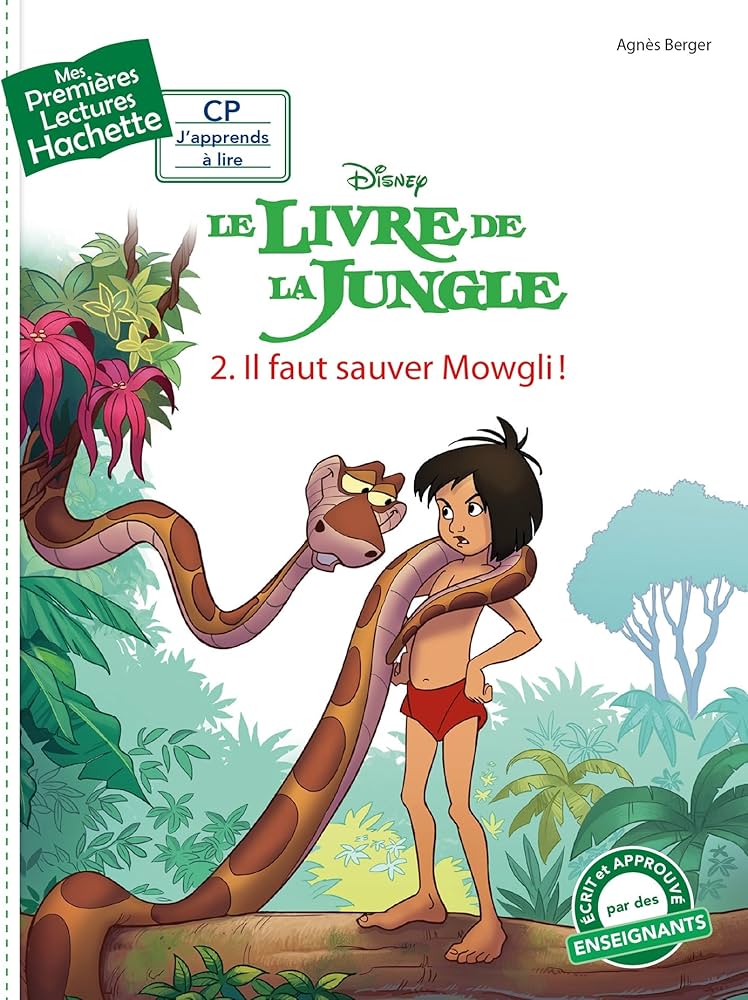 Agnès Berger
Mes
Premières
Lectures
Hachette
CP
J'apprends
à lire
Disney
LE LIVRE DE
LA JUNGLE
2. Il faut sauver Mowgli !
ÉCRIT et APPROUVÉ
par des
ENSEIGNANTS